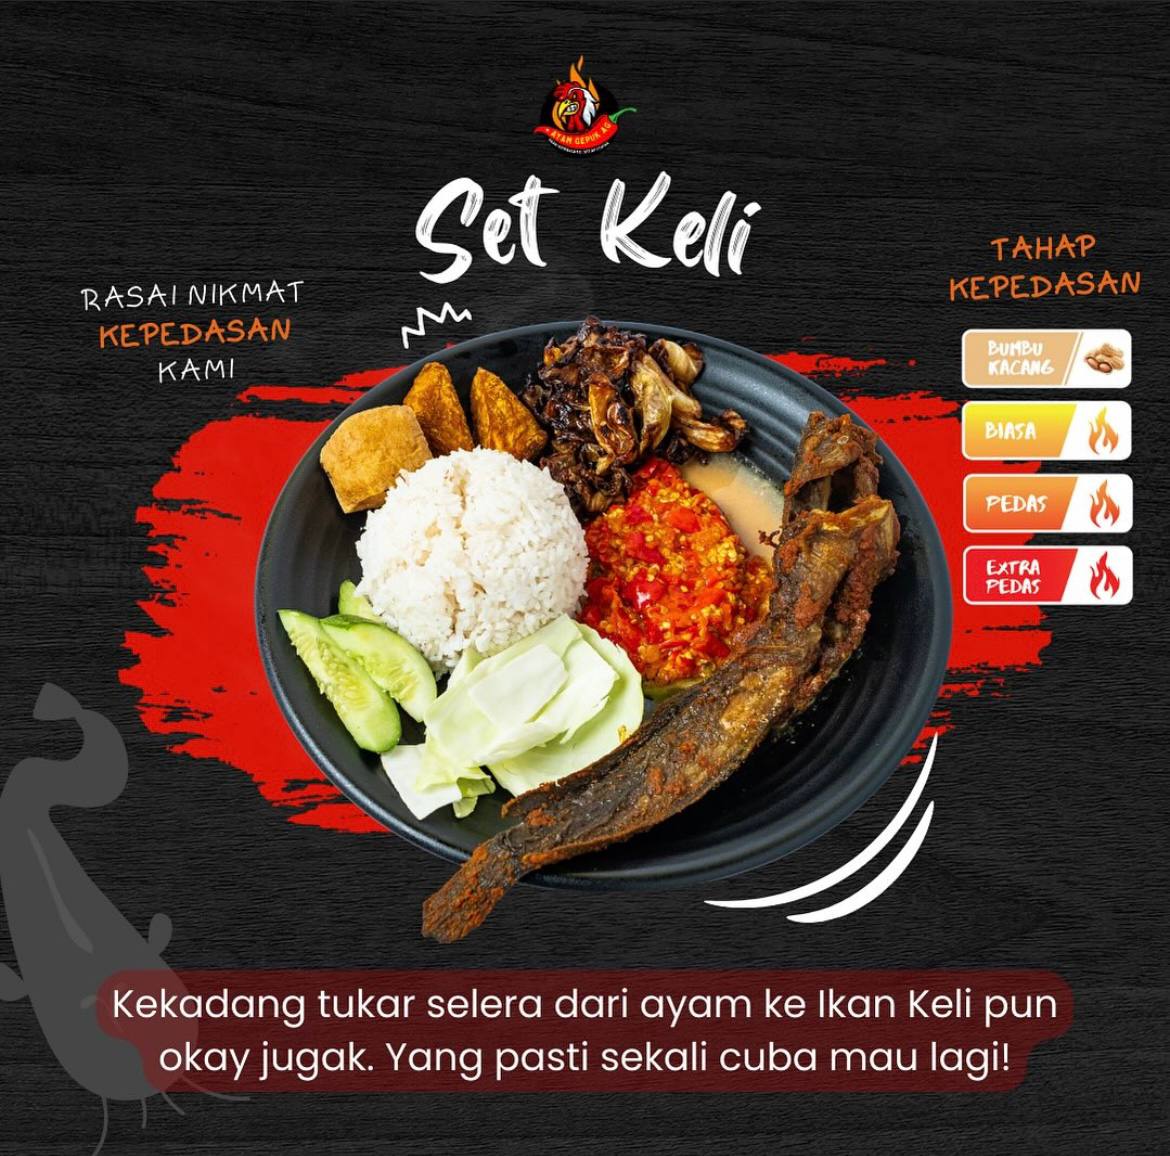 AYAM GEPUK AG
Set Keli
RASAI NIKMAT
KEPEDASAN
KAMI
TAHAP
KEPEDASAN
BUMBU
KACANG
BIASA
PEDAS
EXTRA
PEDAS
Kekadang tukar selera dari ayam ke Ikan Keli pun
okay jugak. Yang pasti sekali cuba mau lagi!